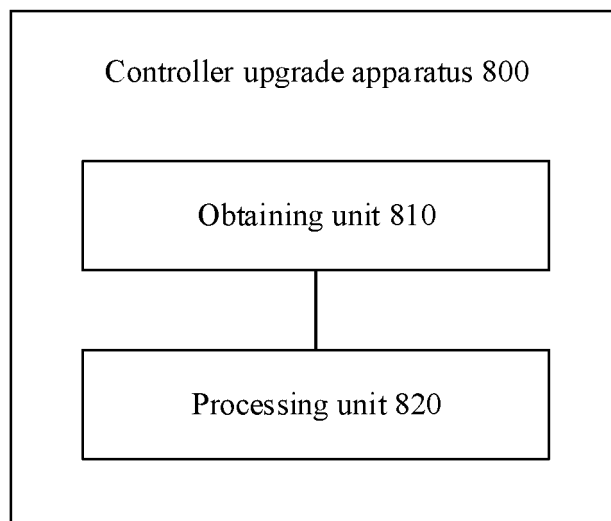 Controller upgrade apparatus 800
Obtaining unit 810
Processing unit 820